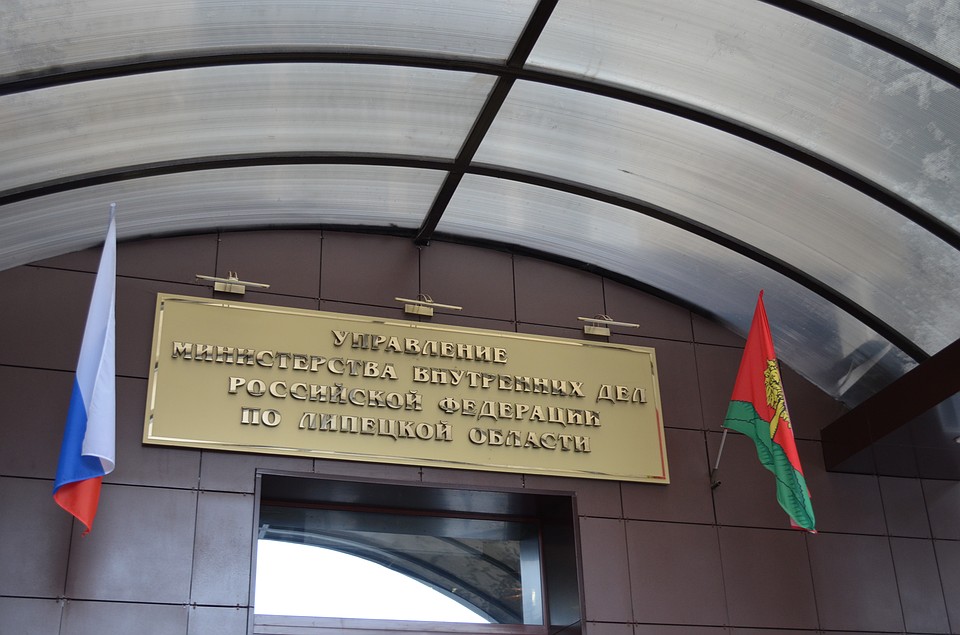 УПРАВЛЕНИЕ
МИНИСТЕРСТВА ВНУТРЕННИХ ДЕЛ
РОССИЙСКОЙ ФЕДЕРАЦИИ
ПО ЛИПЕЦКОЙ ОБЛАСТИ